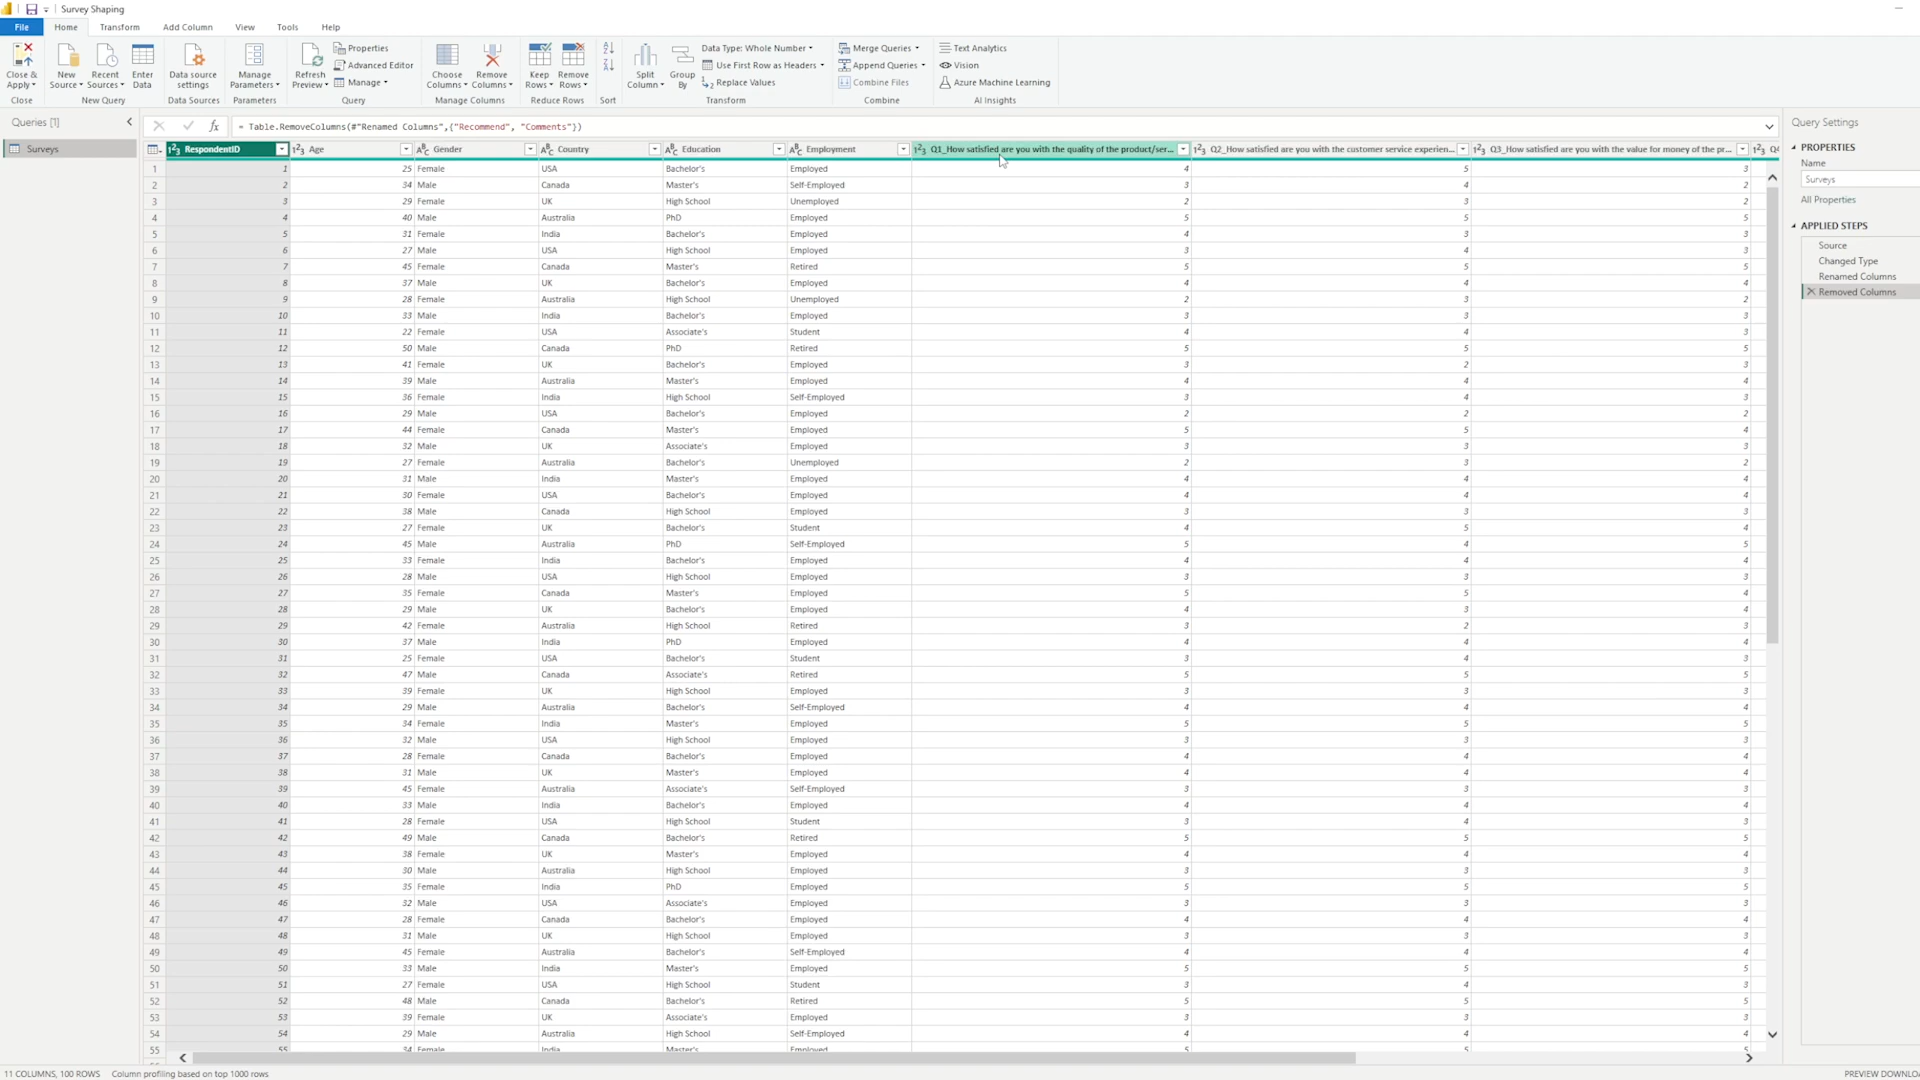 Survey Shaping
File Home Transform Add Column View Tools Help
Close & Apply New Source Recent Sources Enter Data Data source settings Manage Parameters Refresh Preview Properties Advanced Editor Manage Choose Columns Remove Columns Keep Rows Remove Rows Split Column Group By Data Type: Whole Number Use First Row as Headers Replace Values Merge Queries Append Queries Combine Files Text Analytics Vision Azure Machine Learning
Close New Query Data Sources Parameters Query Manage Columns Reduce Rows Sort Transform Combine AI Insights
Queries [1]
Surveys
= Table.RemoveColumns(#"Renamed Columns",{"Recommend", "Comments"})
RespondentID Age Gender Country Education Employment Q1_How satisfied are you with the quality of the product/ser... Q2_How satisfied are you with the customer service experien... Q3_How satisfied are you with the value for money of the pr...
1 1 25 Female USA Bachelor's Employed 4 5 3
2 2 34 Male Canada Master's Self-Employed 3 4 2
3 3 29 Female UK High School Unemployed 2 3 2
4 4 40 Male Australia PhD Employed 5 5 5
5 5 31 Female India Bachelor's Employed 4 3 3
6 6 27 Male USA High School Employed 3 4 3
7 7 45 Female Canada Master's Retired 5 5 5
8 8 37 Male UK Bachelor's Employed 4 4 4
9 9 28 Female Australia High School Unemployed 2 3 2
10 10 33 Male India Bachelor's Employed 3 3 3
11 11 22 Female USA Associate's Student 4 4 3
12 12 50 Male Canada PhD Retired 5 5 5
13 13 41 Female UK Bachelor's Employed 3 2 3
14 14 39 Male Australia Master's Employed 4 4 4
15 15 36 Female India High School Self-Employed 3 4 3
16 16 29 Male USA Bachelor's Employed 2 2 2
17 17 44 Female Canada Master's Employed 5 5 4
18 18 32 Male UK Associate's Employed 3 3 3
19 19 27 Female Australia Bachelor's Unemployed 2 3 2
20 20 31 Male India Master's Employed 4 4 4
21 21 30 Female USA Bachelor's Employed 4 4 4
22 22 38 Male Canada High School Employed 3 3 3
23 23 27 Female UK Bachelor's Student 4 5 4
24 24 45 Male Australia PhD Self-Employed 5 4 5
25 25 33 Female India Bachelor's Employed 4 4 4
26 26 28 Male USA High School Employed 3 3 3
27 27 35 Female Canada Master's Employed 5 5 4
28 28 29 Male UK Bachelor's Employed 4 3 4
29 29 42 Female Australia High School Retired 3 2 3
30 30 37 Male India PhD Employed 4 4 4
31 31 25 Female USA Bachelor's Student 3 4 3
32 32 47 Male Canada Associate's Retired 5 5 5
33 33 39 Female UK High School Employed 3 3 3
34 34 29 Male Australia Bachelor's Self-Employed 4 4 4
35 35 34 Female India Master's Employed 5 5 5
36 36 32 Male USA High School Employed 3 3 3
37 37 28 Female Canada Bachelor's Employed 4 4 4
38 38 31 Male UK Master's Employed 4 4 4
39 39 45 Female Australia Associate's Self-Employed 3 3 3
40 40 33 Male India Bachelor's Employed 4 4 4
41 41 28 Female USA High School Student 3 4 3
42 42 49 Male Canada Bachelor's Retired 5 5 5
43 43 38 Female UK Master's Employed 4 4 4
44 44 30 Male Australia High School Employed 3 3 3
45 45 35 Female India PhD Employed 5 5 5
46 46 32 Male USA Associate's Employed 3 3 3
47 47 28 Female Canada Bachelor's Employed 4 4 4
48 48 31 Male UK High School Employed 3 3 3
49 49 45 Female Australia Bachelor's Self-Employed 4 4 4
50 50 33 Male India Master's Employed 5 5 5
51 51 27 Female USA High School Student 3 4 3
52 52 48 Male Canada Bachelor's Retired 5 5 5
53 53 39 Female UK Associate's Employed 3 3 3
54 54 29 Male Australia High School Self-Employed 4 4 4
55 55 34 Female India Master's Employed 5 5 5
Query Settings
PROPERTIES
Name
Surveys
All Properties
APPLIED STEPS
Source
Changed Type
Renamed Columns
Removed Columns
11 COLUMNS, 100 ROWS Column profiling based on top 1000 rows
PREVIEW